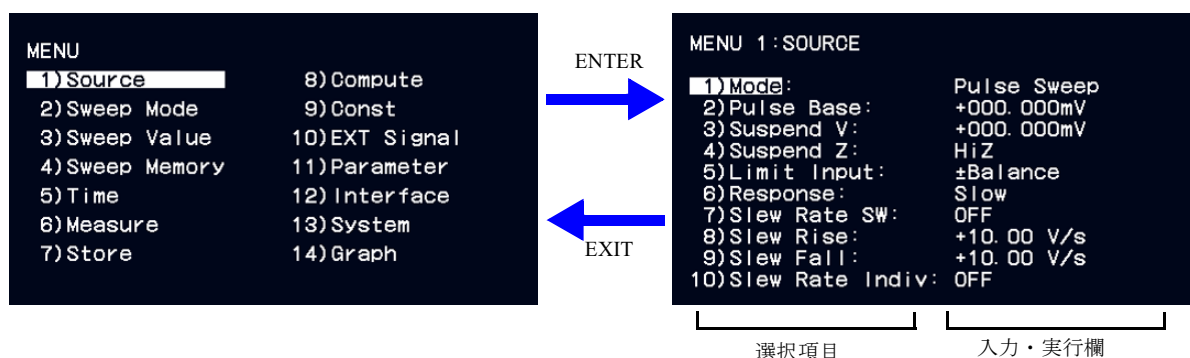 MENU
1)Source
2)Sweep Mode
3)Sweep Value
4)Sweep Memory
5)Time
6)Measure
7)Store
8)Compute
9)Const
10)EXT Signal
11)Parameter
12)Interface
13)System
14)Graph
ENTER
EXIT
MENU 1:SOURCE
1)Mode: Pulse Sweep
2)Pulse Base: +000.000mV
3)Suspend V: +000.000mV
4)Suspend Z: HiZ
5)Limit Input: ±Balance
6)Response: Slow
7)Slew Rate SW: OFF
8)Slew Rise: +10.00 V/s
9)Slew Fall: +10.00 V/s
10)Slew Rate Indiv: OFF
選択項目
入力・実行欄